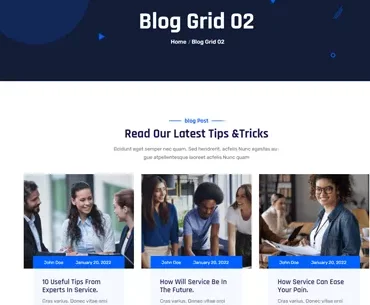 Blog Grid 02
Home / Blog Grid 02
blog Post
Read Our Latest Tips &Tricks
Eoidunt eget semper nec quam. Sed hendrerit, acfelis Nunc egestas au-
gue atpellentesque laoreet acfelis Nunc quam
John Doe January 20, 2022
John Doe January 03, 2022
John Doe January 20, 2022
10 Useful Tips From
Experts In Service.
How Will Service Be In
The Future.
How Service Can Ease
Your Pain.
Cras varius. Donec vitae orci
Cras varius. Donec vitae orci
Cras varius. Donec vitae orci